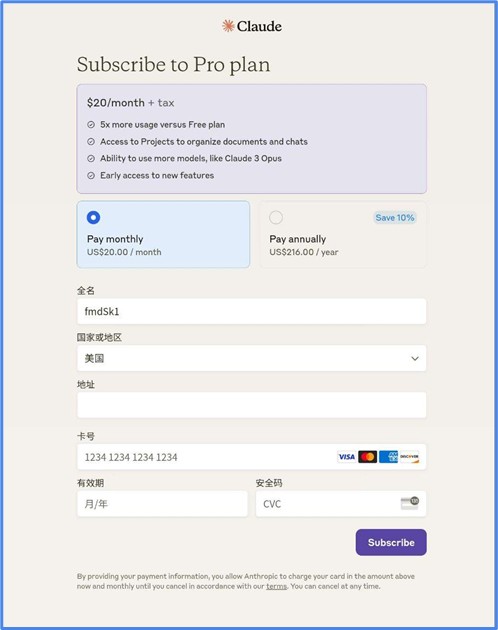 Claude
Subscribe to Pro plan
$20/month + tax
5x more usage versus Free plan
Access to Projects to organize documents and chats
Ability to use more models, like Claude 3 Opus
Early access to new features
Save 10%
Pay monthly
Pay annually
US$20.00 / month
US$216.00 / year
全名
fmdSk1
国家或地区
美国
地址
卡号
1234 1234 1234 1234
VISA
DISCOVER
有效期
安全码
月/年
CVC
Subscribe
By providing your payment information, you allow Anthropic to charge your card in the amount above
now and monthly until you cancel in accordance with our terms. You can cancel at any time.